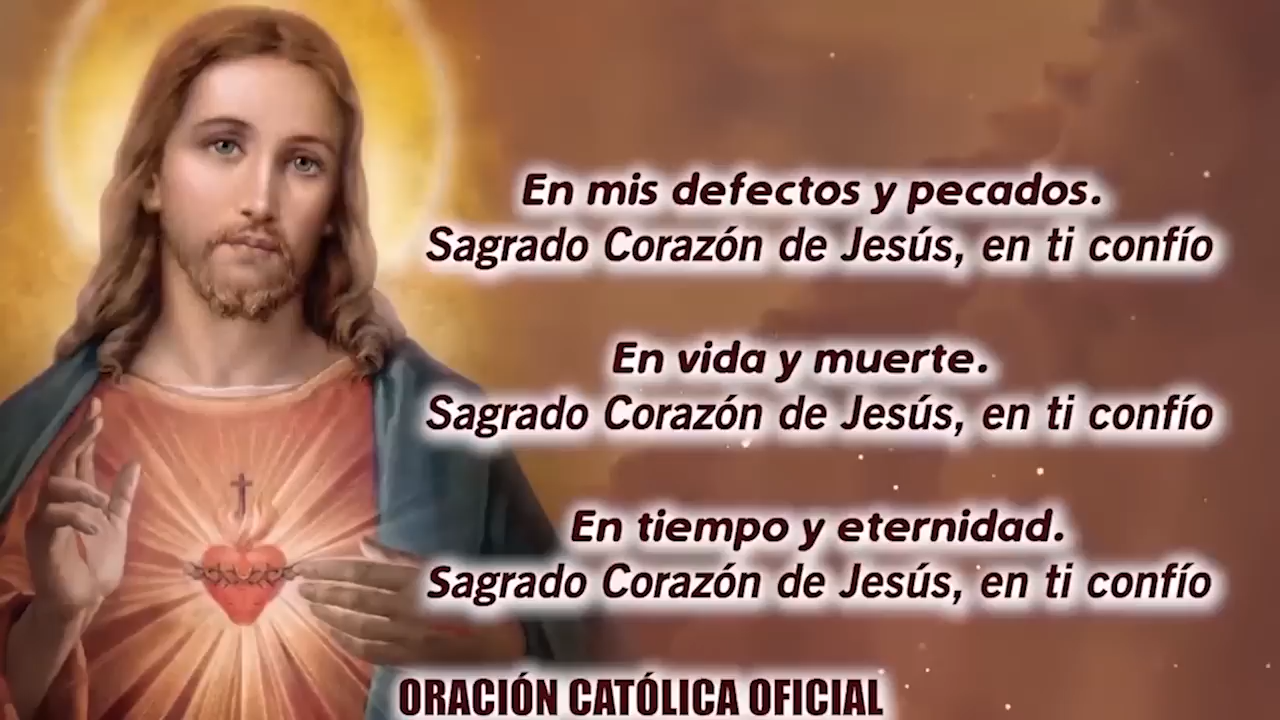 En mis defectos y pecados.
Sagrado Corazón de Jesús, en ti confío
En vida y muerte.
Sagrado Corazón de Jesús, en ti confío
En tiempo y eternidad.
Sagrado Corazón de Jesús, en ti confío
ORACIÓN CATÓLICA OFICIAL